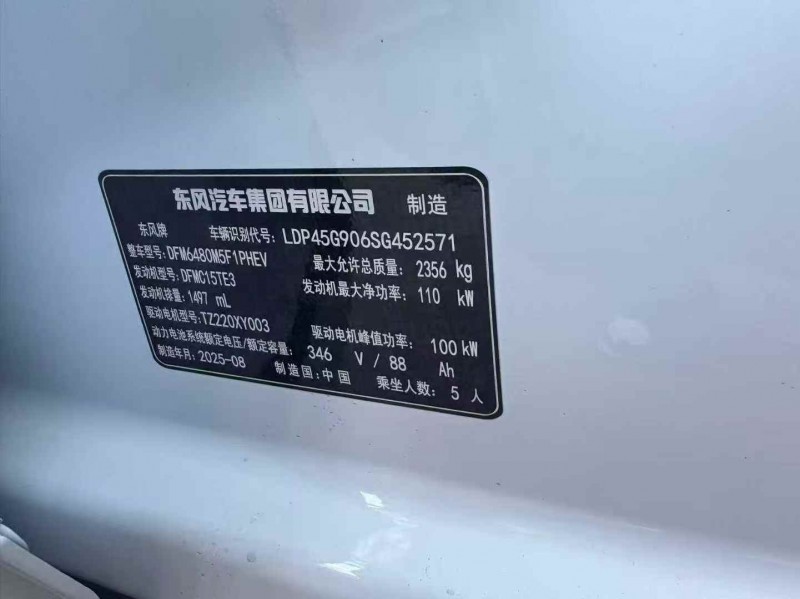 东风汽车集团有限公司 制造
东风牌 车辆识别代号: LDP45G906SG452571
整车型号: DFM6480M5F1PHEV 最大允许总质量: 2356 kg
发动机型号: DFMC15TE3 发动机最大净功率: 110 kW
发动机排量: 1497 mL
驱动电机型号: TZ220XY003 驱动电机峰值功率: 100 kW
动力电池系统额定电压/额定容量: 346 V / 88 Ah
制造年月: 2025-08 制造国: 中国 乘坐人数: 5 人